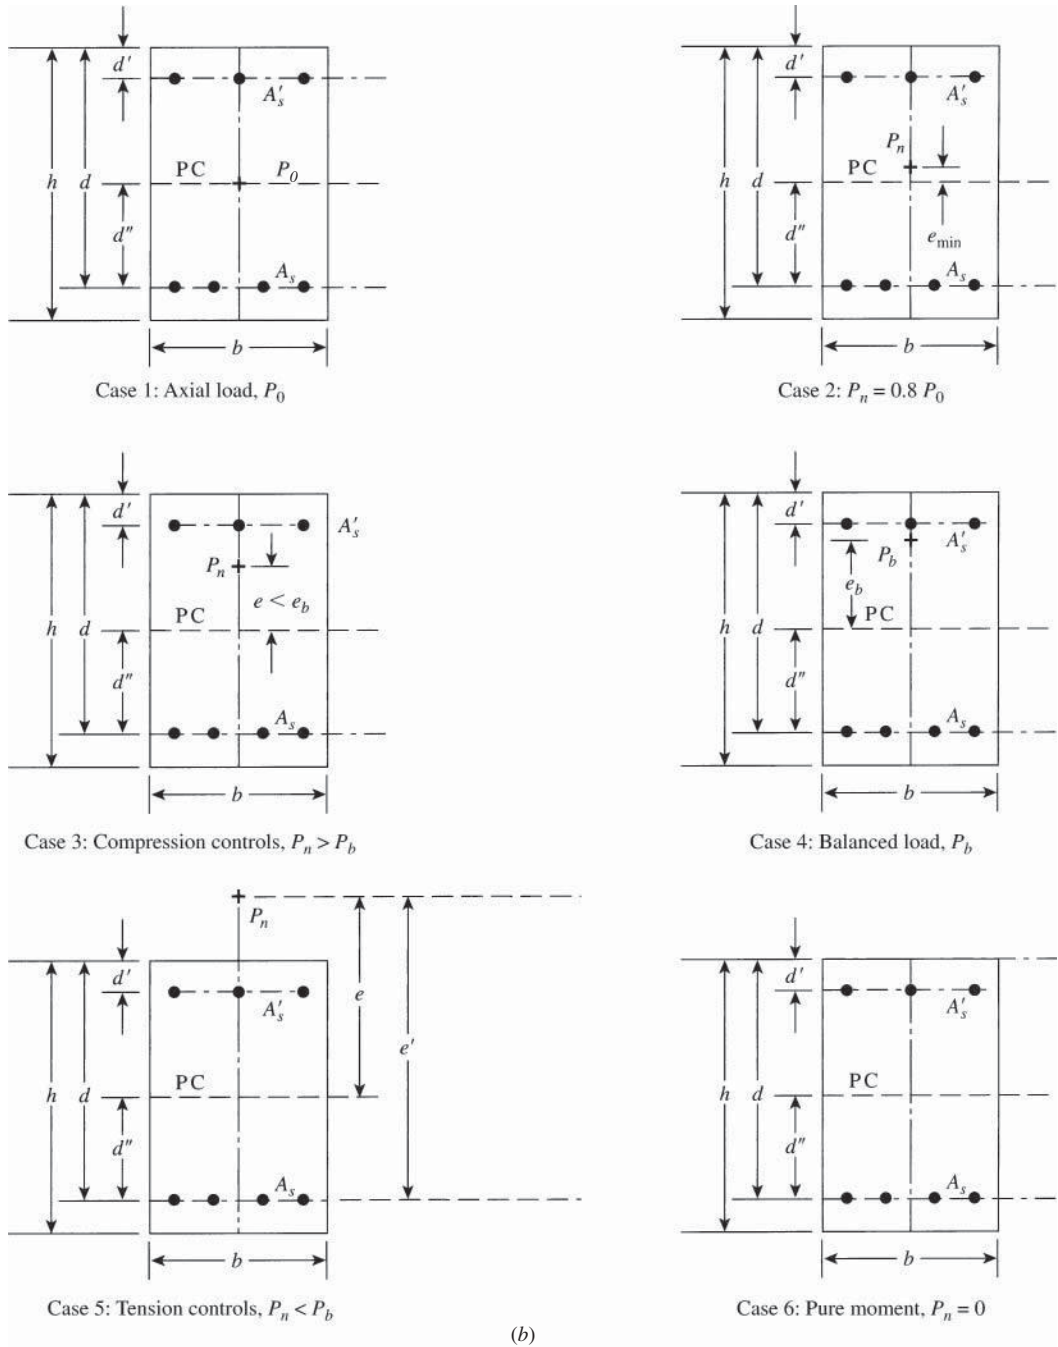 d′
A′s
PC
P0
h
d
d″
As
b
Case 1: Axial load, P0
d′
A′s
Pn
PC
h
d
d″
emin
As
b
Case 2: Pn = 0.8 P0
d′
A′s
Pn
e < eb
PC
h
d
d″
As
b
Case 3: Compression controls, Pn > Pb
d′
Pb
A′s
eb
PC
h
d
d″
As
b
Case 4: Balanced load, Pb
Pn
d′
A′s
e
e′
PC
h
d
d″
As
b
Case 5: Tension controls, Pn < Pb
d′
A′s
PC
h
d
d″
As
b
Case 6: Pure moment, Pn = 0
(b)